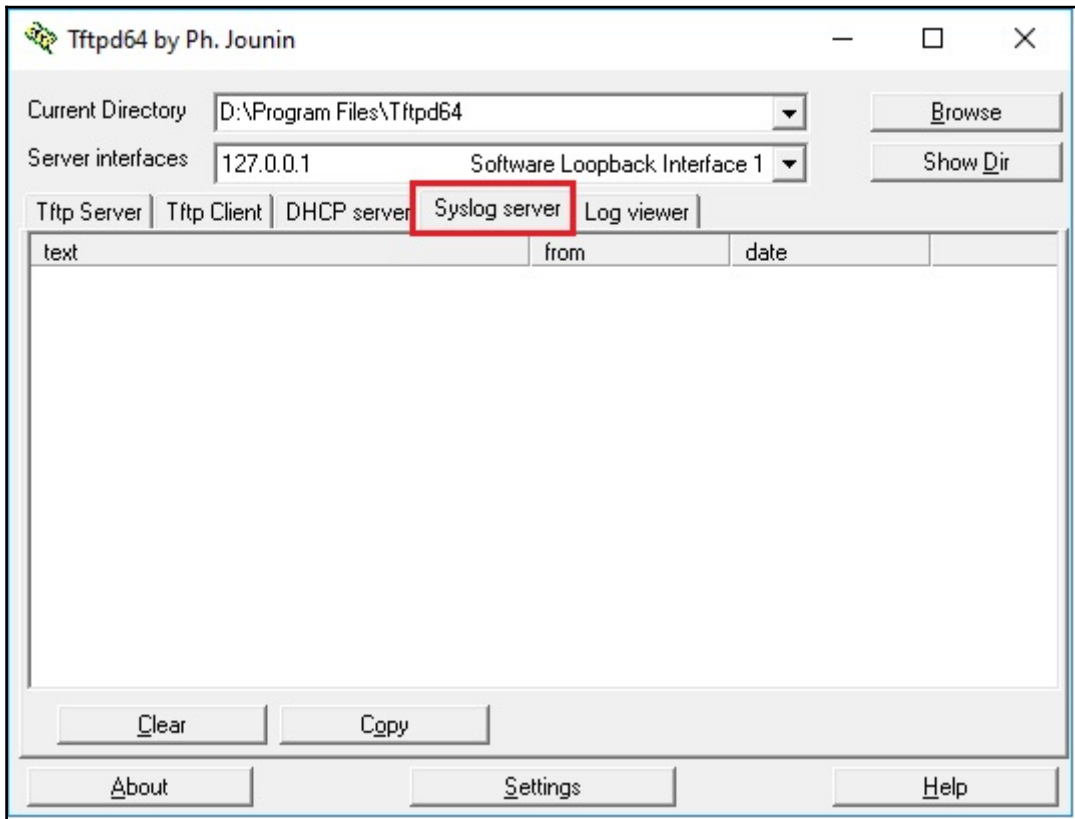 Tftpd64 by Ph. Jounin
Current Directory D:\Program Files\Tftpd64 Browse
Server interfaces 127.0.0.1 Software Loopback Interface 1 Show Dir
Tftp Server Tftp Client DHCP server Syslog server Log viewer
text from date
Clear Copy
About Settings Help